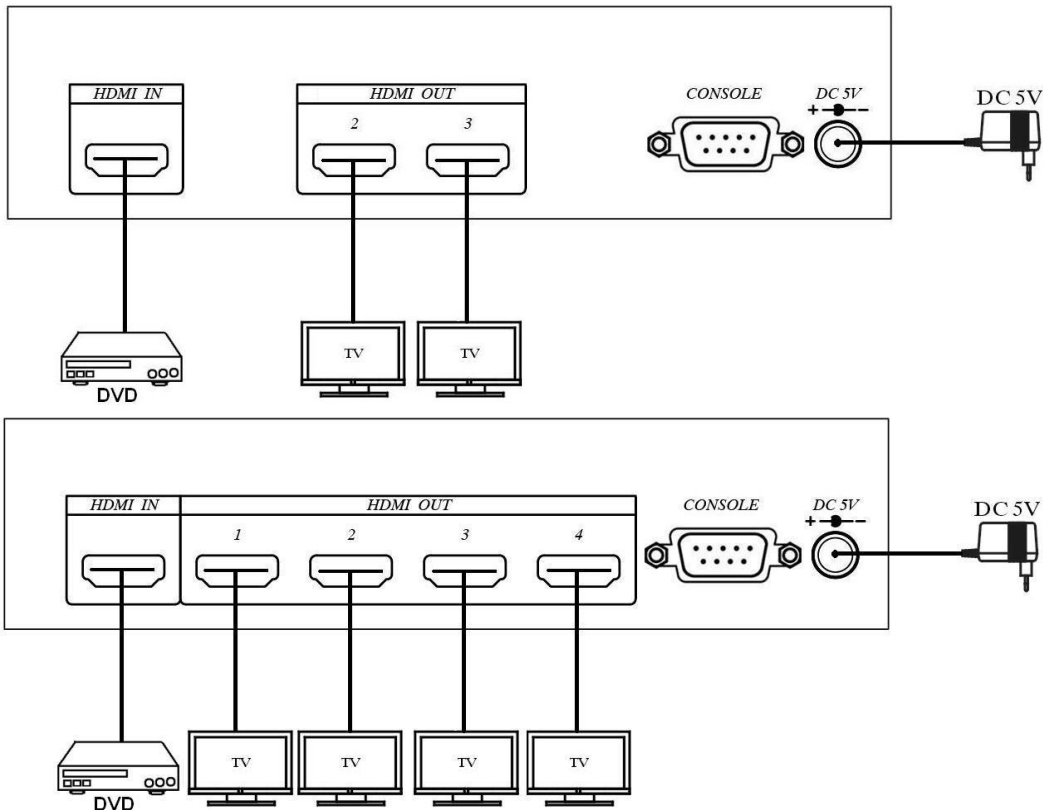 HDMI IN HDMI OUT CONSOLE DC 5V DC 5V
2 3 + -
TV TV
DVD
HDMI IN HDMI OUT CONSOLE DC 5V DC 5V
1 2 3 4 + -
TV TV TV TV
DVD